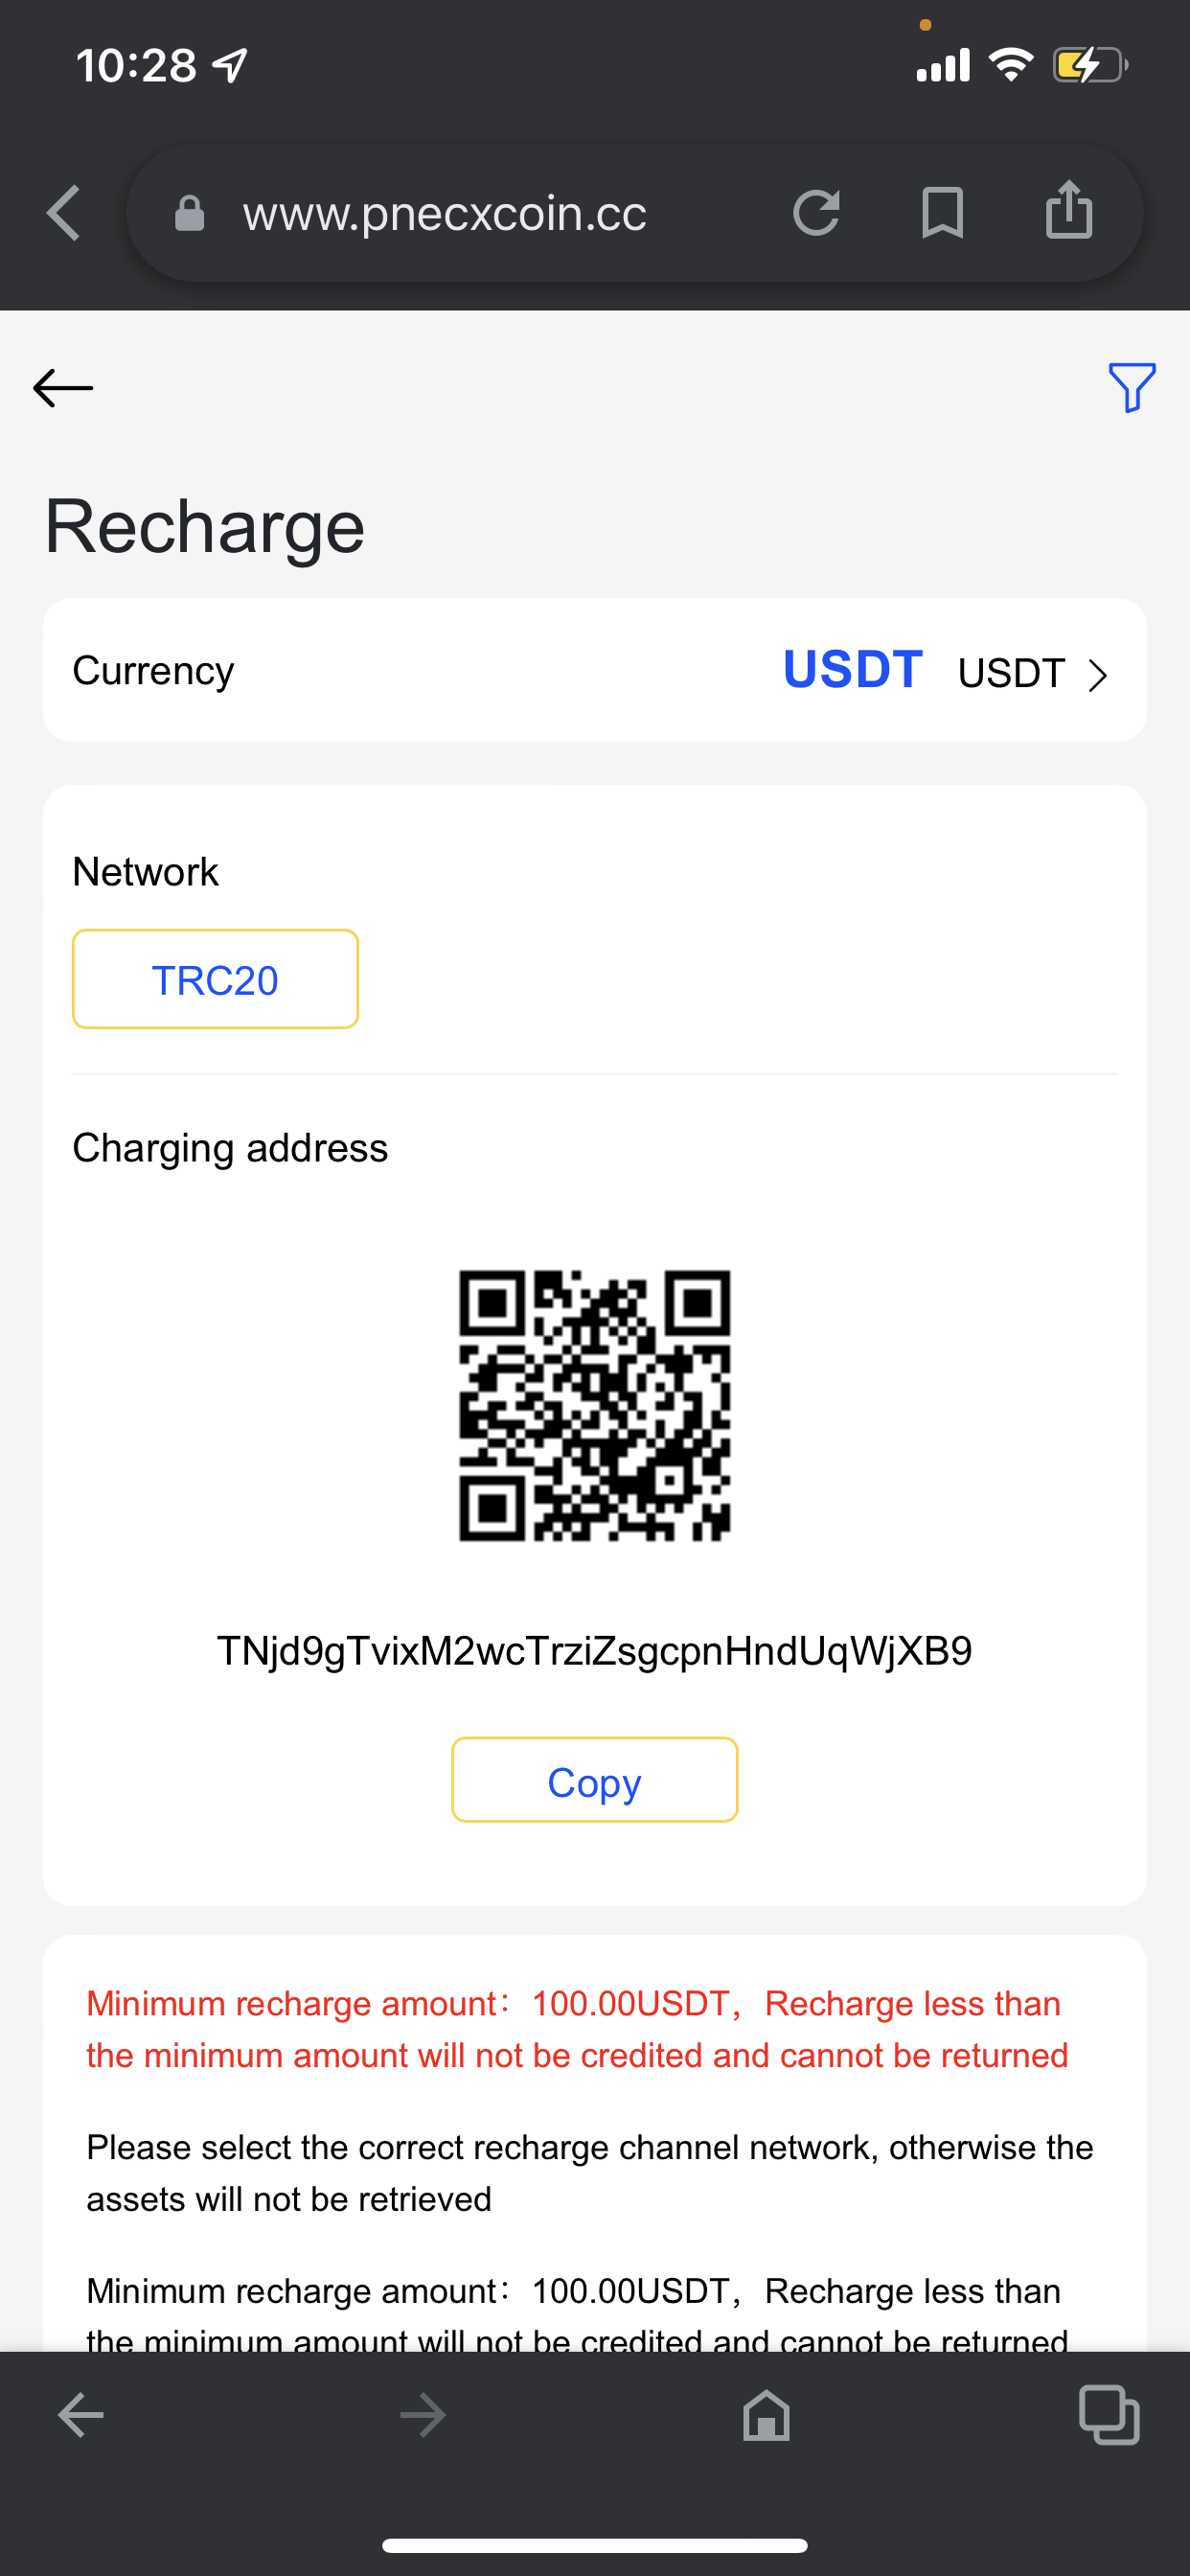 10:28
www.pnecxcoin.cc
Recharge
Currency USDT USDT
Network
TRC20
Charging address
TNjd9gTvixM2wcTrziZsgcpnHndUqWjXB9
Copy
Minimum recharge amount：100.00USDT，Recharge less than
the minimum amount will not be credited and cannot be returned
Please select the correct recharge channel network, otherwise the
assets will not be retrieved
Minimum recharge amount：100.00USDT，Recharge less than
the minimum amount will not be credited and cannot be returned